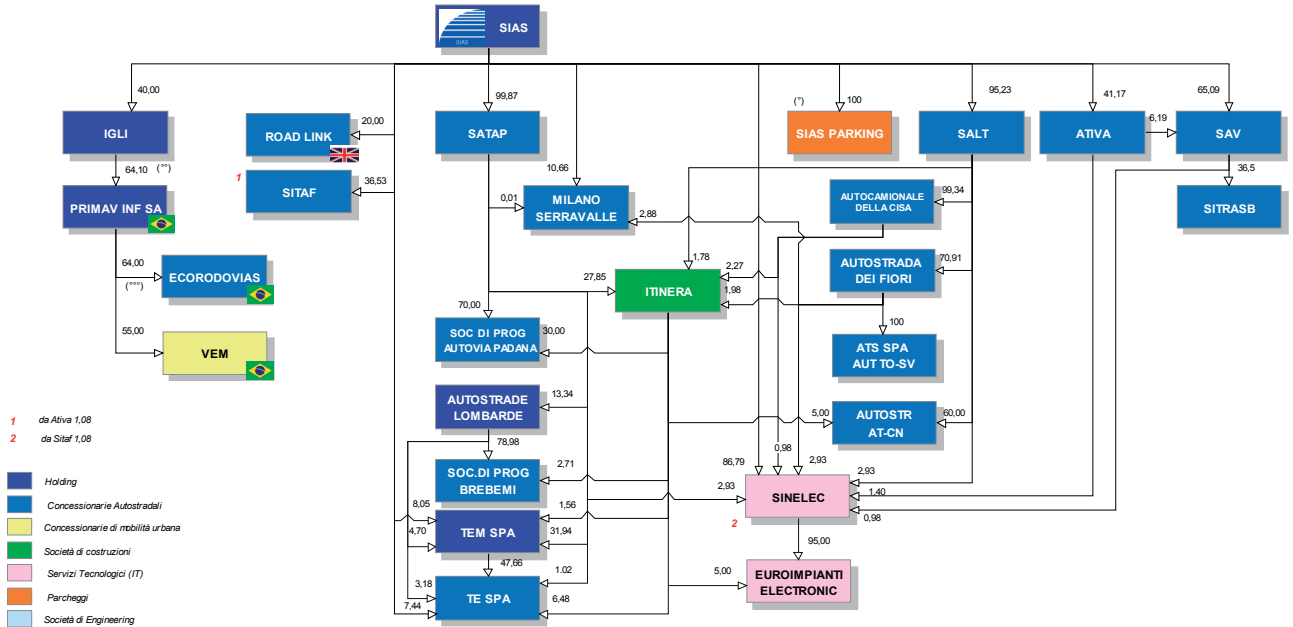 SIAS
SIAS
40,00
99,87
(°)
100
95,23
41,17
65,09
IGLI
ROAD LINK
20,00
SATAP
SIAS PARKING
SALT
ATIVA
6,19
SAV
64,10
(°°)
10,66
36,5
1
SITAF
36,53
PRIMAV INF SA
0,01
MILANO
SERRAVALLE
2,88
AUTOCAMIONALE
DELLA CISA
99,34
SITRASB
64,00
(°°°)
ECORODOVIAS
27,85
1,78
2,27
ITINERA
1,98
AUTOSTRADA
DEI FIORI
70,91
70,00
55,00
VEM
SOC DI PROG
AUTOVIA PADANA
30,00
100
ATS SPA
AUT TO-SV
AUTOSTRADE
LOMBARDE
13,34
1
da Ativa 1,08
2
da Sitaf 1,08
5,00
AUTOSTR
AT-CN
60,00
78,98
SOC.DI PROG
BREBEMI
2,71
86,79
0,98
2,93
2,93
SINELEC
2,93
1,40
0,98
2
8,05
4,70
TEM SPA
1,56
31,94
47,66
95,00
3,18
7,44
TE SPA
1.02
6,48
5,00
EUROIMPIANTI
ELECTRONIC
Holding
Concessionarie Autostradali
Concessionarie di mbilità urbana
Società di costruzioni
Servizi Tecnologici (IT)
Parcheggi
Società di Engineering